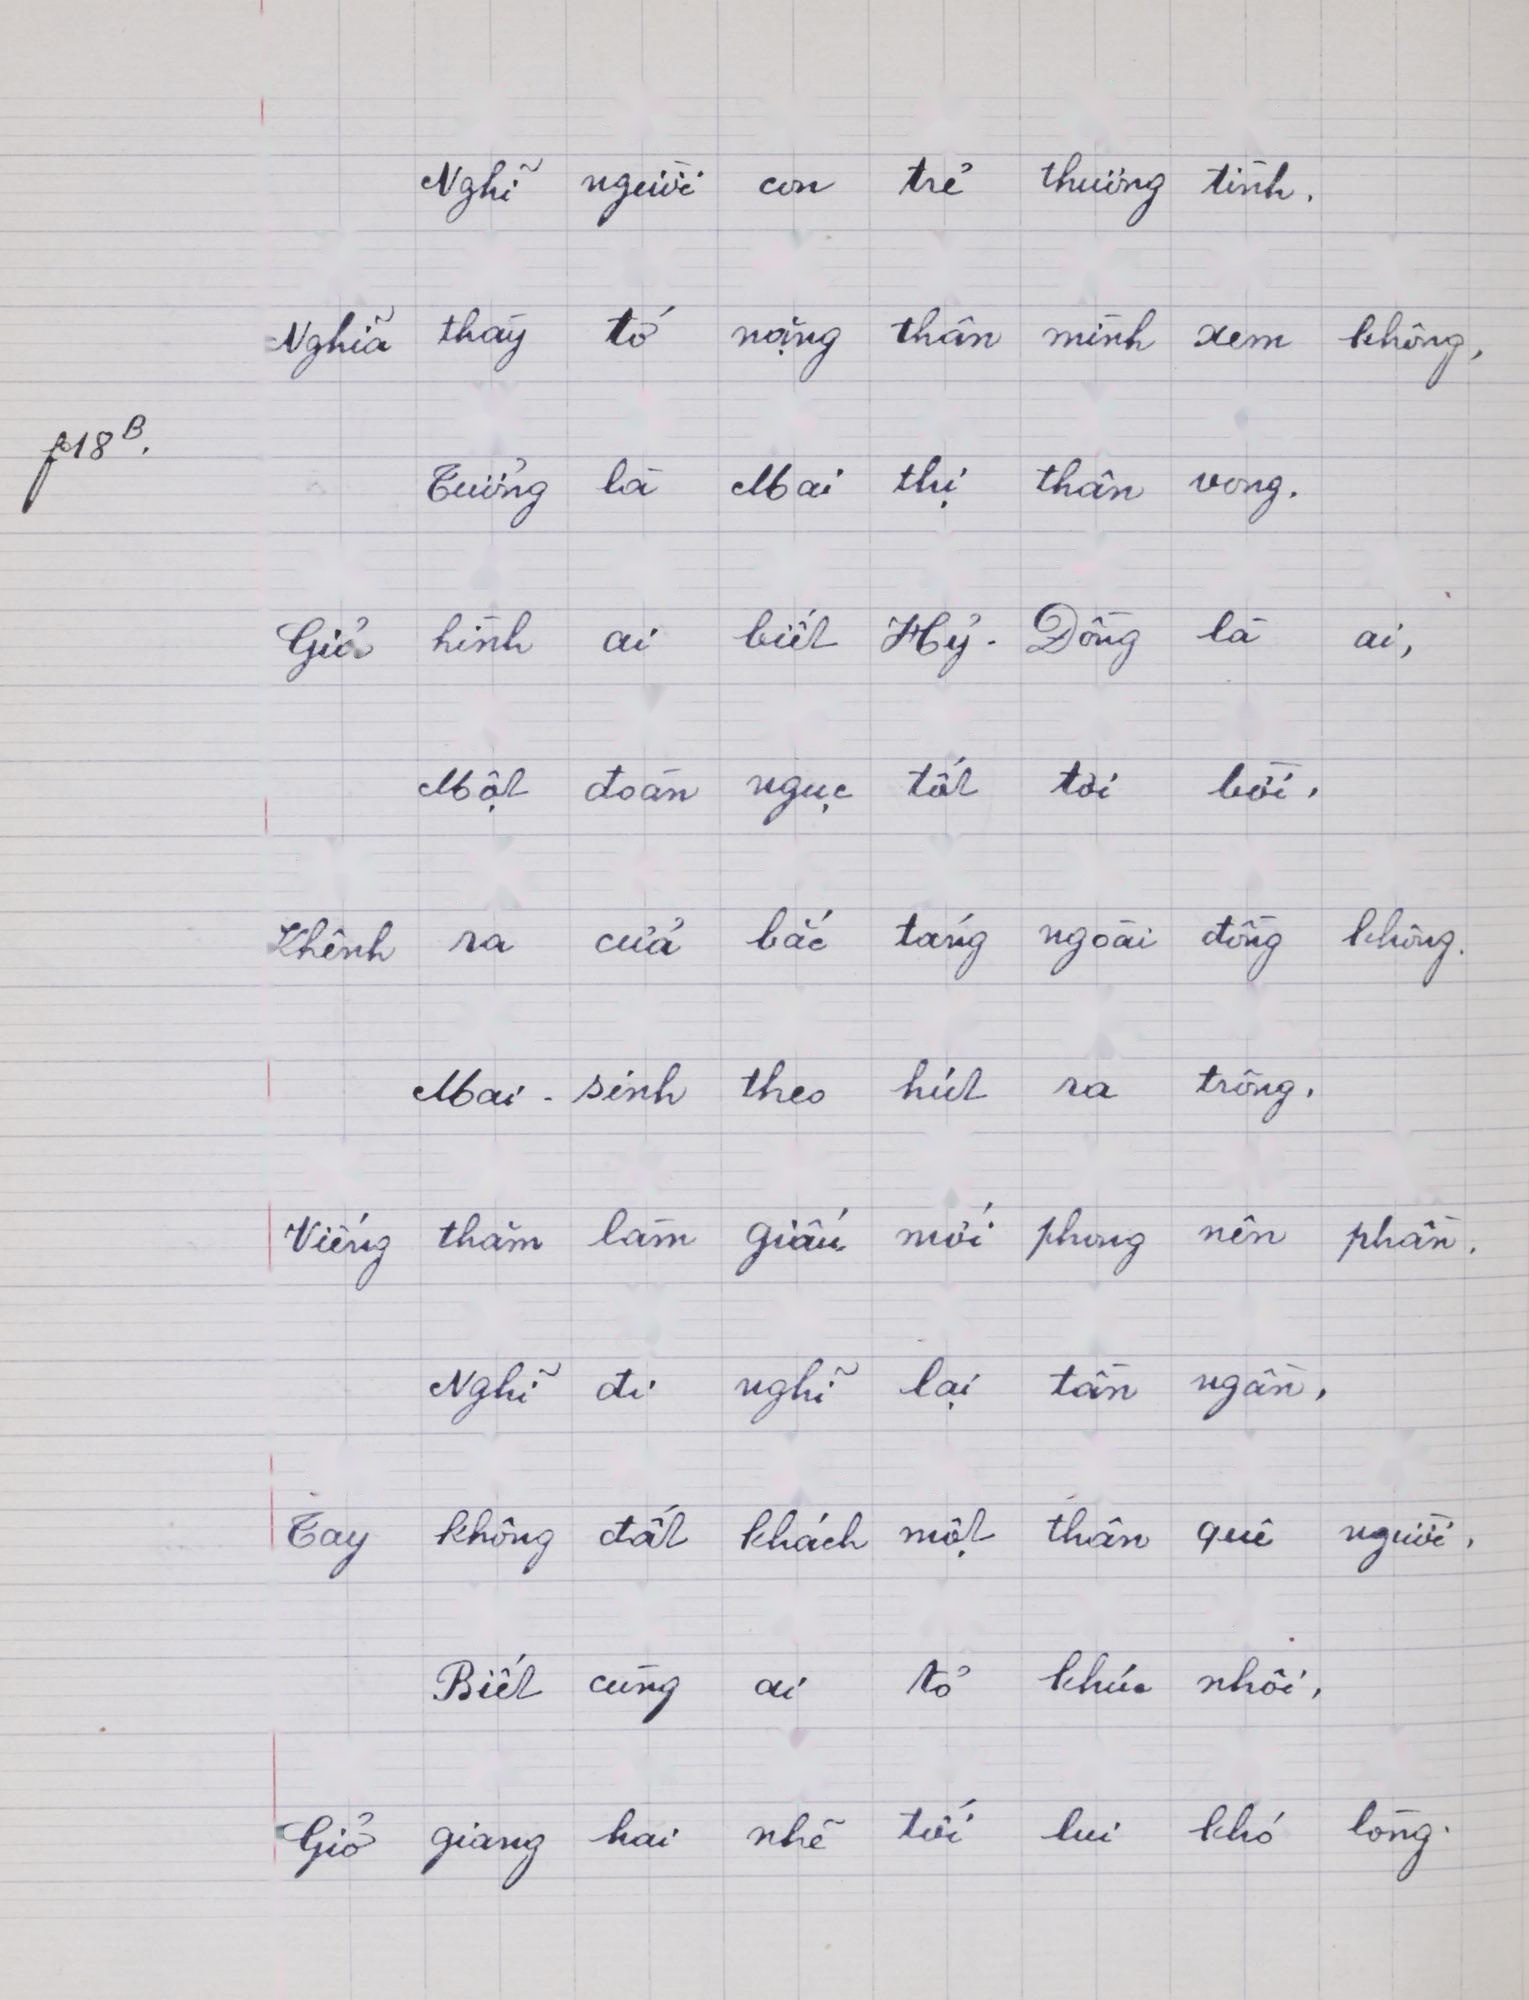 Nghĩ người con trẻ thương tình.
Nghĩa thày tớ nặng thân mình xem không,
p18B.
Tưởng là Mai thị thân vong.
Giả hình ai biết Hỷ-Đồng là ai,
Một đoàn ngục tốt tơi bời,
Khênh ra cửa bắc táng ngoài đồng không.
Mai-sinh theo hút ra trông,
Viếng thăm làm giấu mới phong nên phần.
Nghĩ đi nghĩ lại tần ngần,
Tay không đất khách một thân quê người,
Biết cùng ai tỏ khúc nhôi,
Giở giang hai nhẽ tới lui khó lòng.